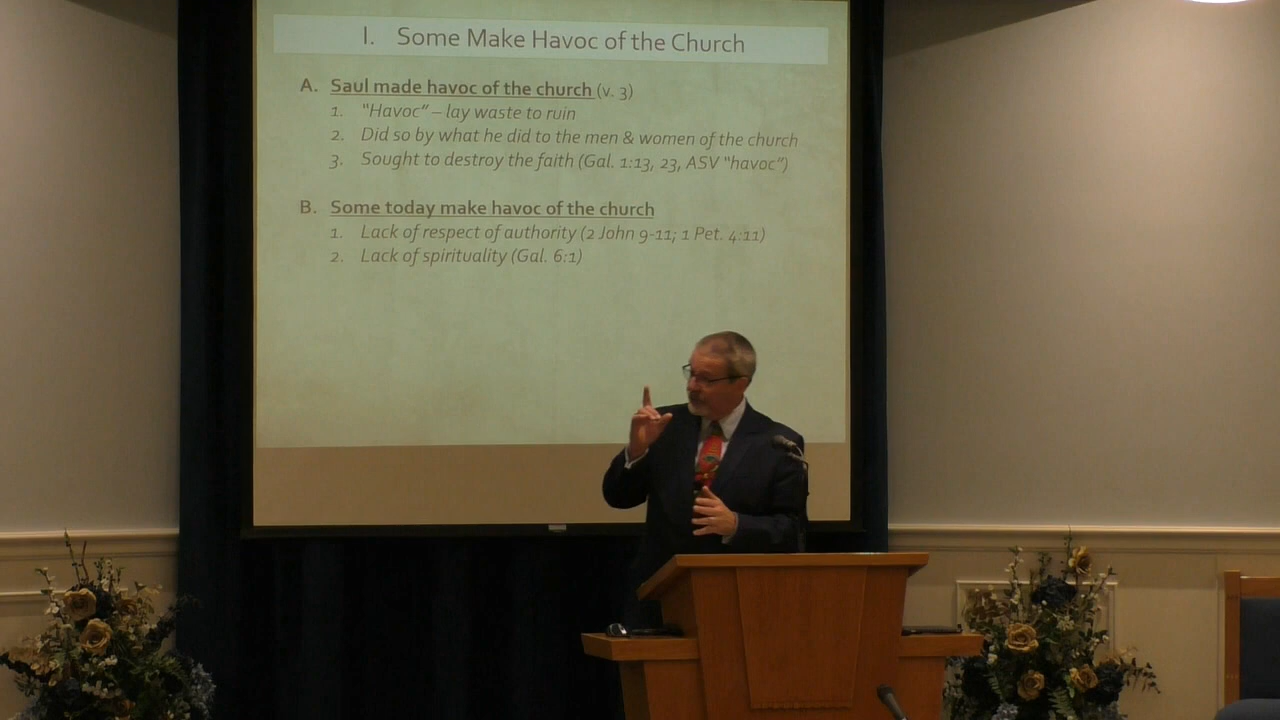 I. Some Make Havoc of the Church
A. Saul made havoc of the church (v. 3)
1. “Havoc” – lay waste to ruin
2. Did so by what he did to the men & women of the church
3. Sought to destroy the faith (Gal. 1:13, 23, ASV “havoc”)
B. Some today make havoc of the church
1. Lack of respect of authority (2 John 9-11; 1 Pet. 4:11)
2. Lack of spirituality (Gal. 6:1)